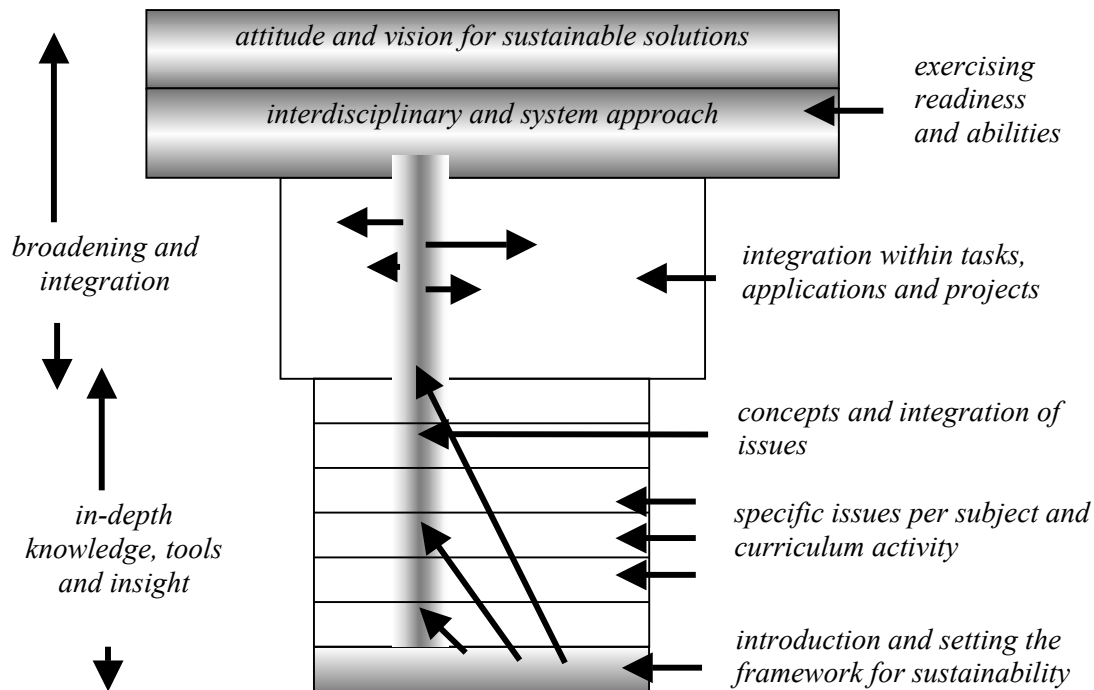 attitude and vision for sustainable solutions
interdisciplinary and system approach
exercising
readiness
and abilities
broadening and
integration
integration within tasks,
applications and projects
concepts and integration of
issues
in-depth
knowledge, tools
and insight
specific issues per subject and
curriculum activity
introduction and setting the
framework for sustainability